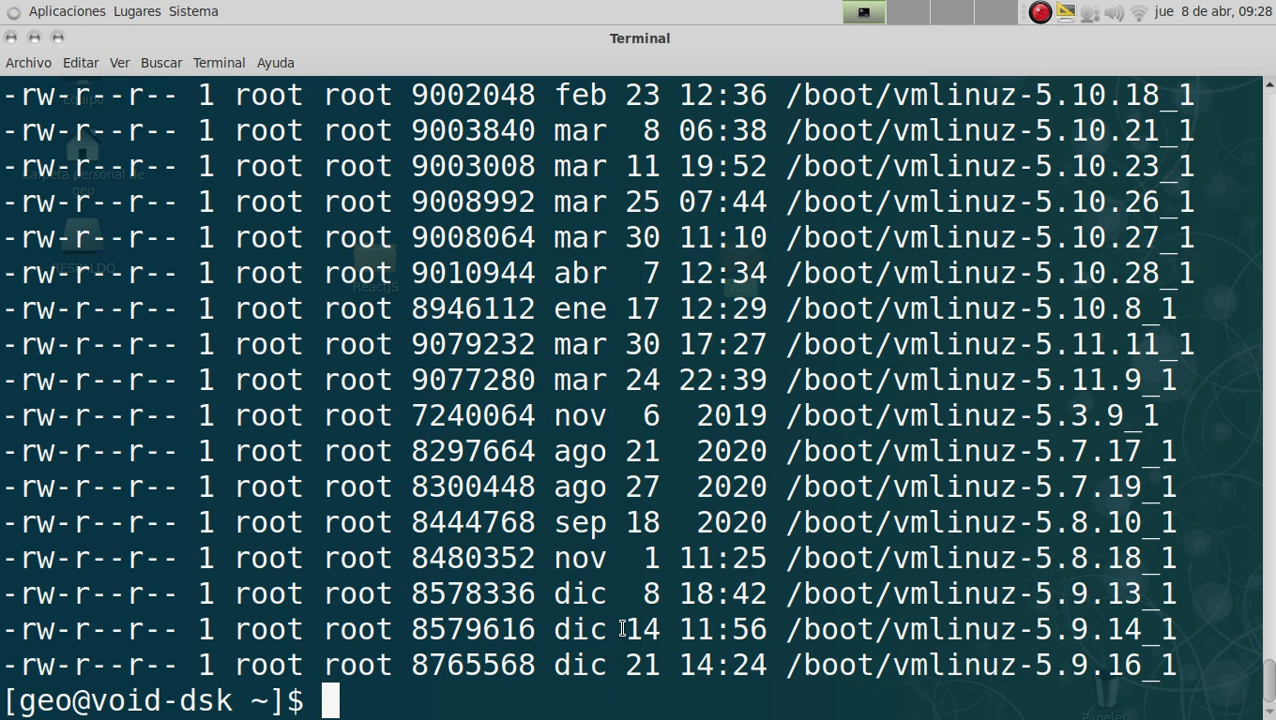 Aplicaciones Lugares Sistema
jue 8 de abr, 09:28
Terminal
Archivo Editar Ver Buscar Terminal Ayuda
-rw-r--r-- 1 root root 9002048 feb 23 12:36 /boot/vmlinuz-5.10.18_1
-rw-r--r-- 1 root root 9003840 mar  8 06:38 /boot/vmlinuz-5.10.21_1
-rw-r--r-- 1 root root 9003008 mar 11 19:52 /boot/vmlinuz-5.10.23_1
-rw-r--r-- 1 root root 9008992 mar 25 07:44 /boot/vmlinuz-5.10.26_1
-rw-r--r-- 1 root root 9008064 mar 30 11:10 /boot/vmlinuz-5.10.27_1
-rw-r--r-- 1 root root 9010944 abr  7 12:34 /boot/vmlinuz-5.10.28_1
-rw-r--r-- 1 root root 8946112 ene 17 12:29 /boot/vmlinuz-5.10.8_1
-rw-r--r-- 1 root root 9079232 mar 30 17:27 /boot/vmlinuz-5.11.11_1
-rw-r--r-- 1 root root 9077280 mar 24 22:39 /boot/vmlinuz-5.11.9_1
-rw-r--r-- 1 root root 7240064 nov  6  2019 /boot/vmlinuz-5.3.9_1
-rw-r--r-- 1 root root 8297664 ago 21  2020 /boot/vmlinuz-5.7.17_1
-rw-r--r-- 1 root root 8300448 ago 27  2020 /boot/vmlinuz-5.7.19_1
-rw-r--r-- 1 root root 8444768 sep 18  2020 /boot/vmlinuz-5.8.10_1
-rw-r--r-- 1 root root 8480352 nov  1 11:25 /boot/vmlinuz-5.8.18_1
-rw-r--r-- 1 root root 8578336 dic  8 18:42 /boot/vmlinuz-5.9.13_1
-rw-r--r-- 1 root root 8579616 dic 14 11:56 /boot/vmlinuz-5.9.14_1
-rw-r--r-- 1 root root 8765568 dic 21 14:24 /boot/vmlinuz-5.9.16_1
[geo@void-dsk ~]$
Equipo
Carpeta personal de
geo
RESPALDO
ReactJS
Papelera